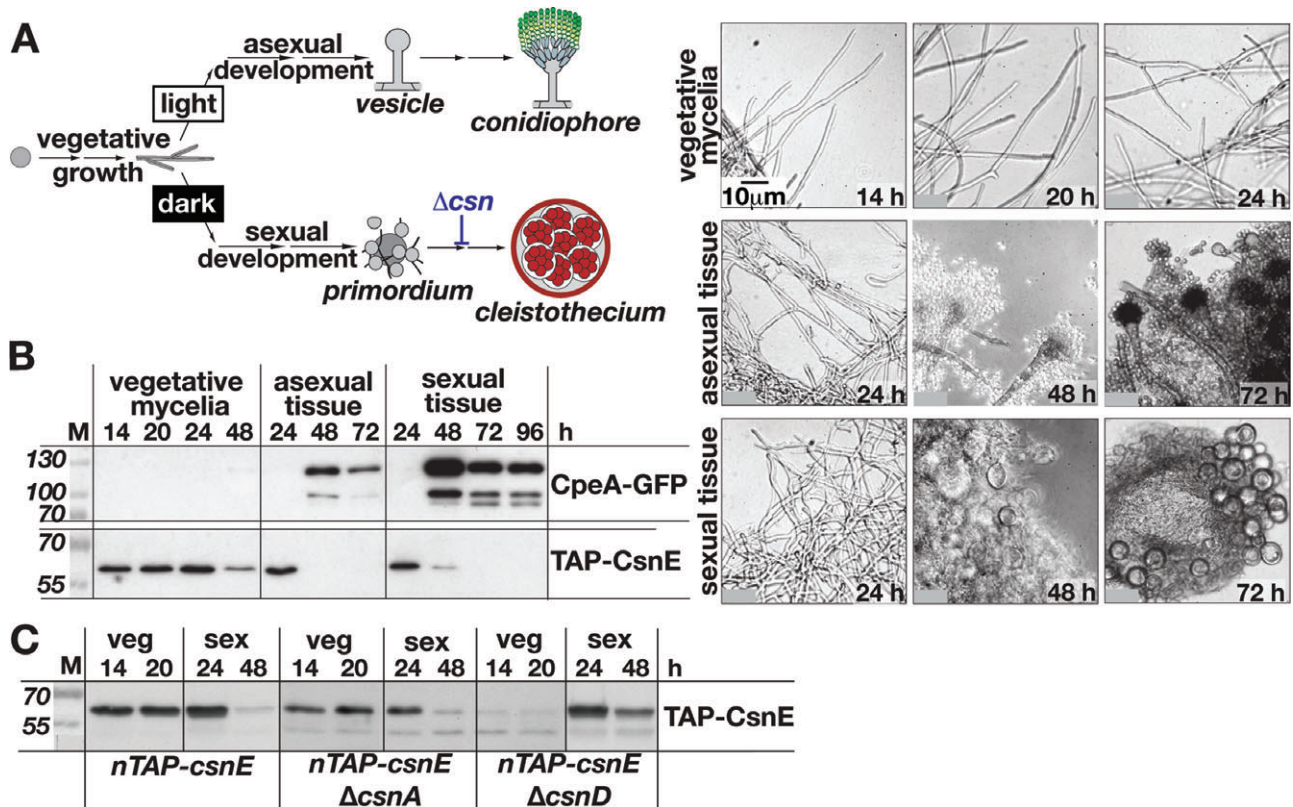 A
asexual
development
vesicle
conidiophore
light
vegetative
growth
dark
Δcsn
sexual
development
primordium
cleistothecium
vegetative
mycelia
14 h
20 h
24 h
10μm
asexual tissue
24 h
48 h
72 h
sexual tissue
24 h
48 h
72 h
B
vegetative
mycelia
asexual
tissue
sexual
tissue
M 14 20 24 48 24 48 72 24 48 72 96 h
130
100
70
CpeA-GFP
70
55
TAP-CsnE
C
veg sex veg sex veg sex
M 14 20 24 48 14 20 24 48 14 20 24 48 h
70
55
TAP-CsnE
nTAP-csnE
nTAP-csnE
ΔcsnA
nTAP-csnE
ΔcsnD